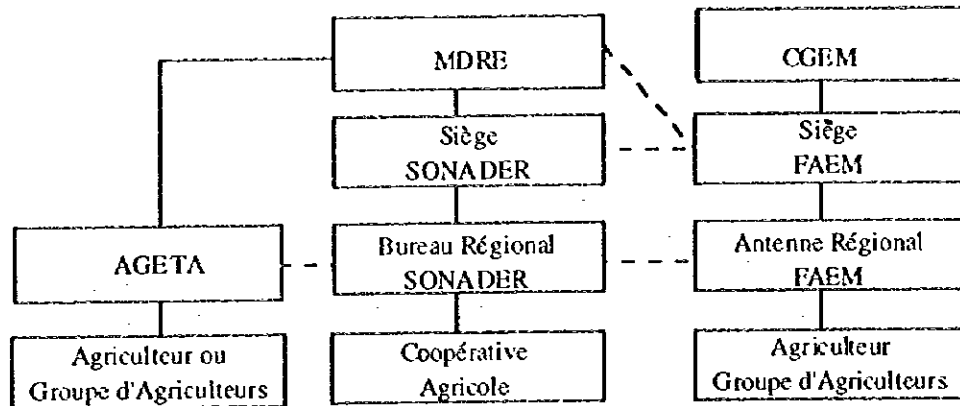 MDRE
CGEM
Siège
SONADER
Siège
FAEM
AGETA
Bureau Régional
SONADER
Antenne Régional
FAEM
Agriculteur ou
Groupe d'Agriculteurs
Coopérative
Agricole
Agriculteur
Groupe d'Agriculteurs